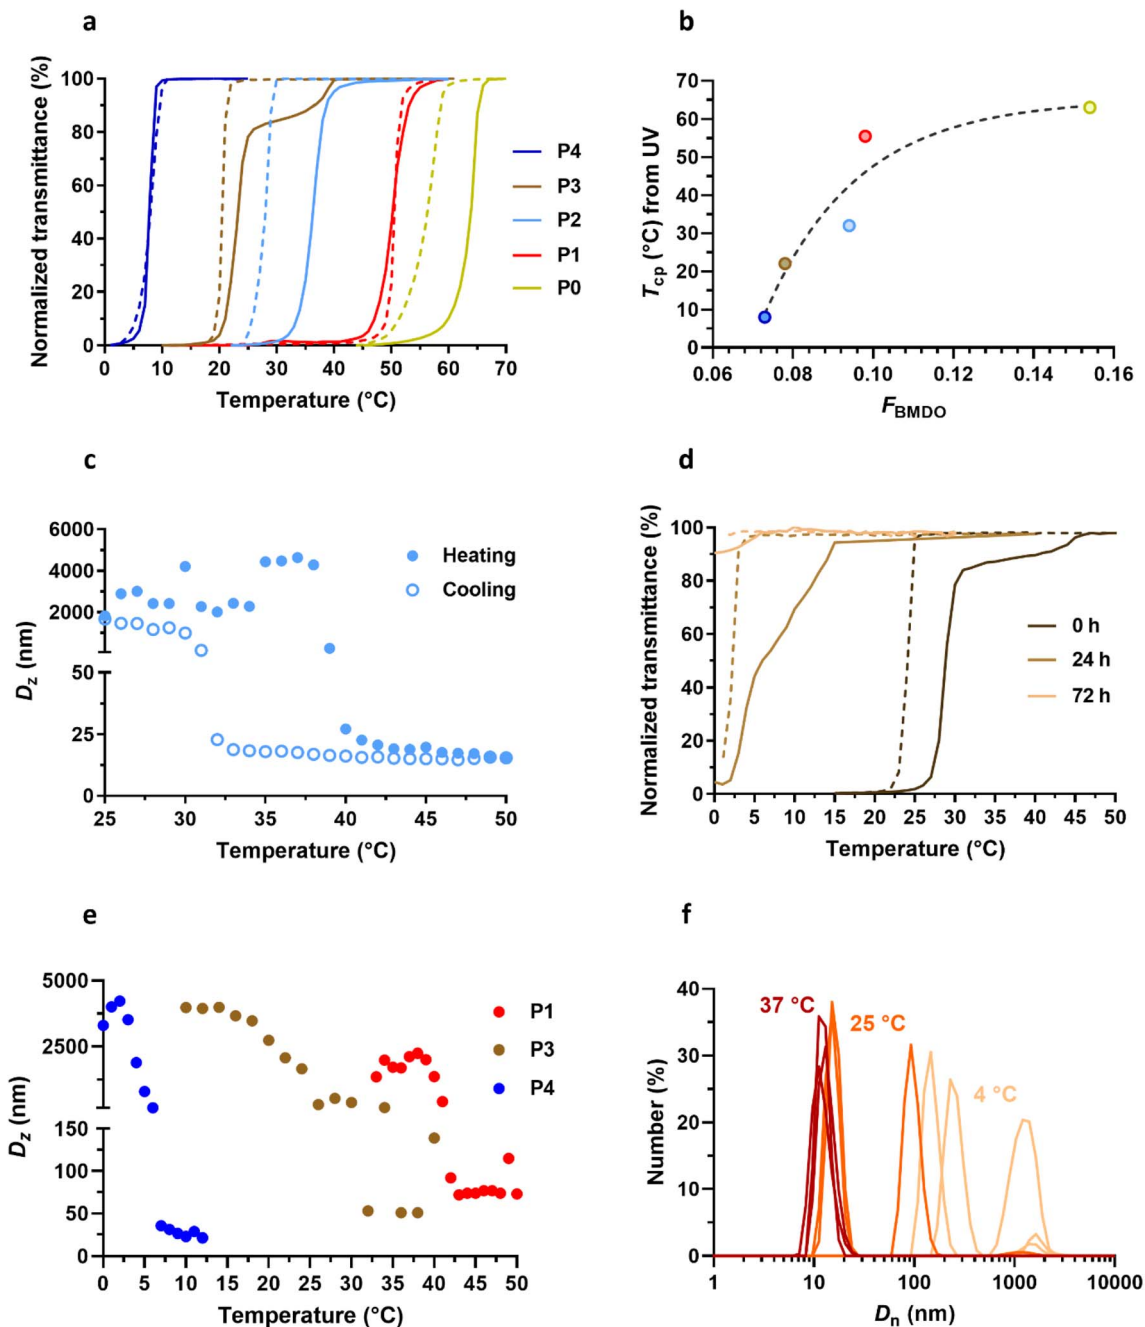 a
Normalized transmittance (%)
100
80
60
40
20
0
0 10 20 30 40 50 60 70
Temperature (°C)
P4
P3
P2
P1
P0
b
T_cp (°C) from UV
70
60
50
40
30
20
10
0
0.06 0.08 0.10 0.12 0.14 0.16
F_BMDO
c
D_z (nm)
6000
4000
2000
50
25
0
25 30 35 40 45 50
Temperature (°C)
Heating
Cooling
d
Normalized transmittance (%)
100
80
60
40
20
0
0 5 10 15 20 25 30 35 40 45 50
Temperature (°C)
0 h
24 h
72 h
e
D_z (nm)
5000
2500
150
100
50
0
0 5 10 15 20 25 30 35 40 45 50
Temperature (°C)
P1
P3
P4
f
Number (%)
40
30
20
10
0
37 °C
25 °C
4 °C
1 10 100 1000 10000
D_n (nm)